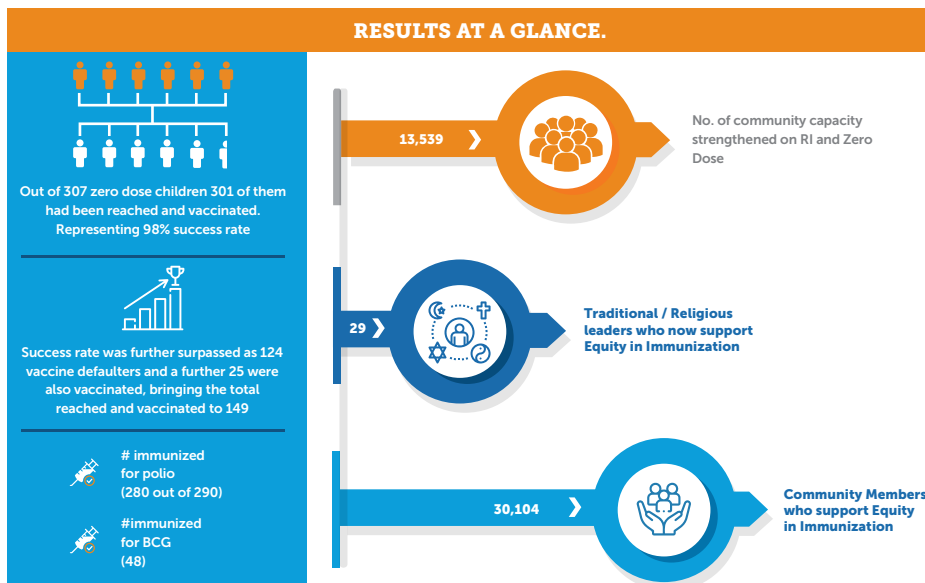 RESULTS AT A GLANCE.
Out of 307 zero dose children 301 of them
had been reached and vaccinated.
Representing 98% success rate
Success rate was further surpassed as 124
vaccine defaulters and a further 25 were
also vaccinated, bringing the total
reached and vaccinated to 149
# immunized
for polio
(280 out of 290)
#immunized
for BCG
(48)
13,539
No. of community capacity
strengthened on RI and Zero
Dose
29
Traditional / Religious
leaders who now support
Equity in Immunization
30,104
Community Members
who support Equity
in Immunization